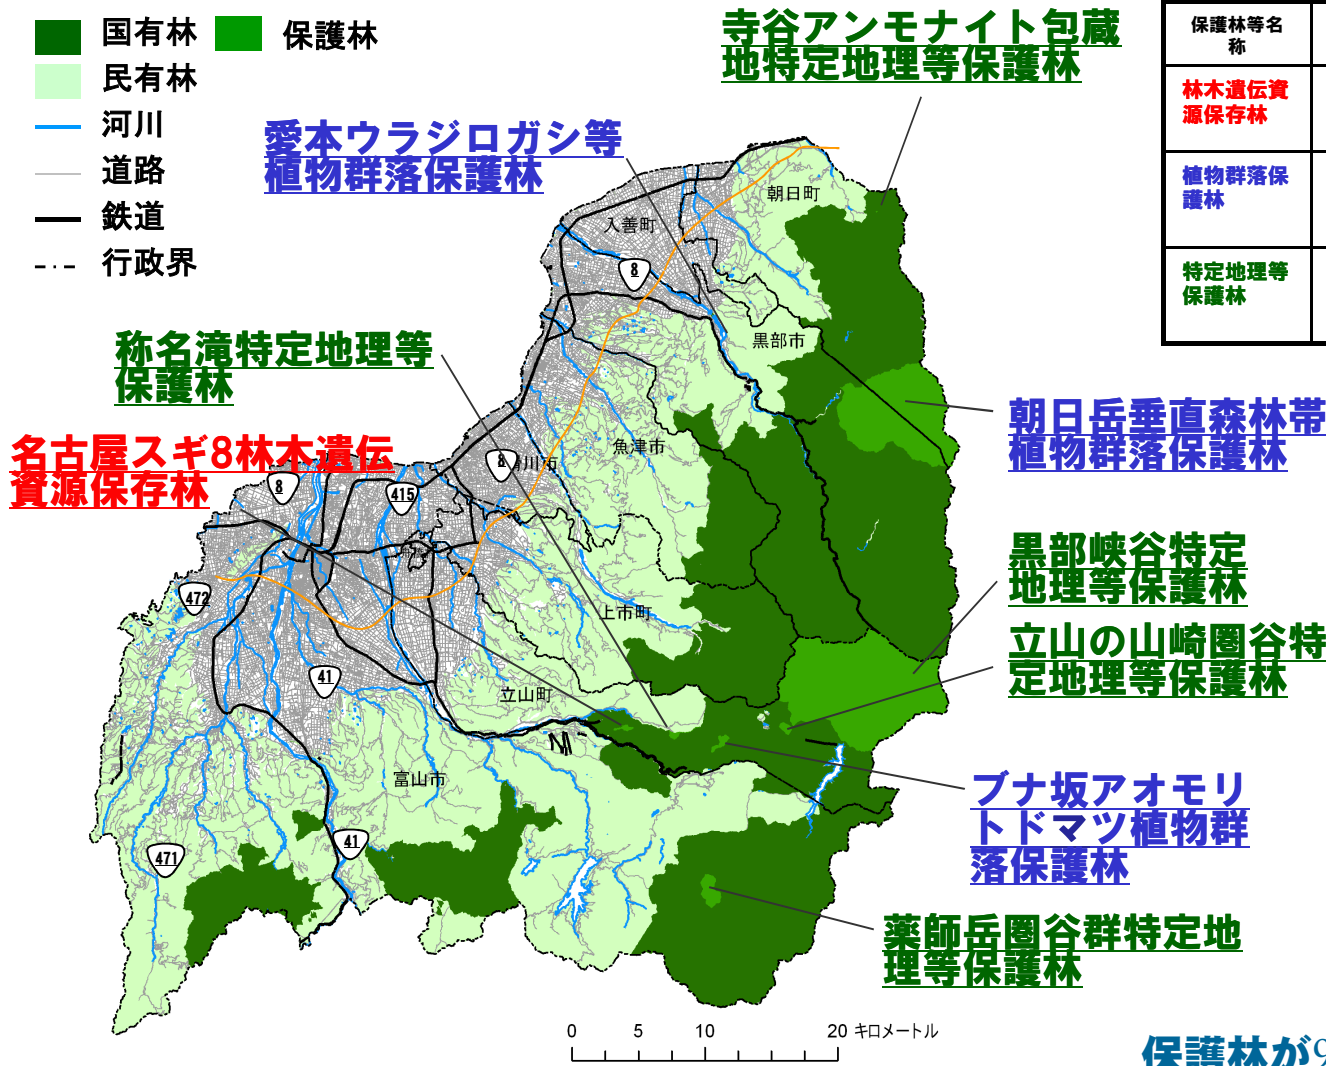 国有林 保護林
民有林
河川
道路
鉄道
行政界
寺谷アンモナイト包蔵
地特定地理等保護林
保護林等名
称
林木遺伝資
源保存林
植物群落保
護林
特定地理等
保護林
愛本ウラジロガシ等
植物群落保護林
朝日町
入善町
8
黒部市
称名滝特定地理等
保護林
朝日岳垂直森林帯
植物群落保護林
名古屋スギ8林木遺伝
資源保存林
魚津市
8
川市
8
415
黒部峡谷特定
地理等保護林
472
上市町
立山の山崎圏谷特
定地理等保護林
41
立山町
富山市
ブナ坂アオモリ
トドマツ植物群
落保護林
41
471
薬師岳圏谷群特定地
理等保護林
0 5 10 20 キロメートル
保護林が9